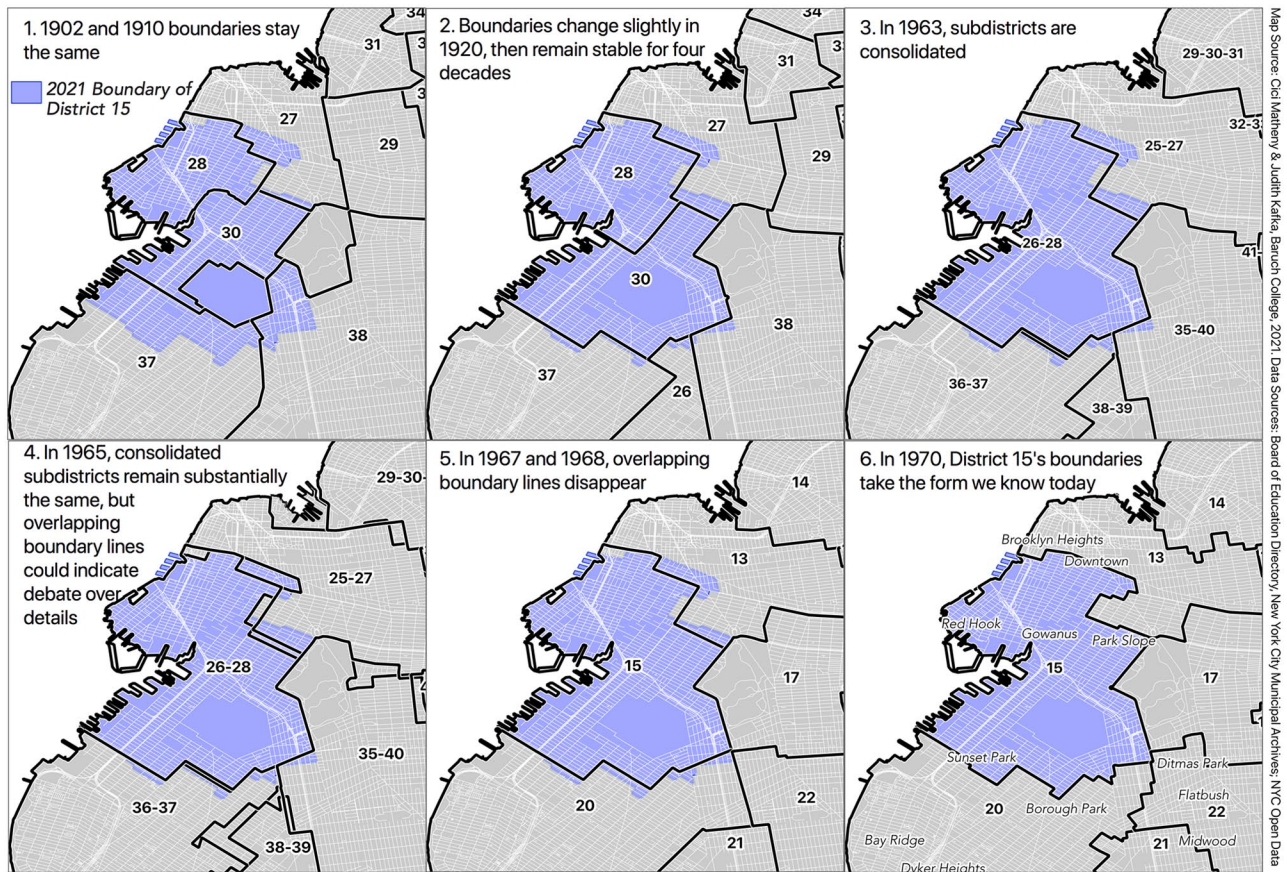 1. 1902 and 1910 boundaries stay
the same
2021 Boundary of
District 15
34
31
27
29
28
30
38
37
2. Boundaries change slightly in
1920, then remain stable for four
decades
14
31
27
29
28
30
38
37
26
3. In 1963, subdistricts are
consolidated
29-30-31
25-27
26-28
41-
35-40
36-37
38-39
4. In 1965, consolidated
subdistricts remain substantially
the same, but
overlapping
boundary lines
could indicate
debate over
details
29-30-
25-27
26-28
35-40
36-37
38-39
5. In 1967 and 1968, overlapping
boundary lines disappear
14
13
15
17
20
22
21
6. In 1970, District 15's boundaries
take the form we know today
14
Brooklyn Heights
13
Downtown
Red Hook
Gowanus
Park Slope
15
17
Sunset Park
Ditmas Park
Flatbush
20
Borough Park
22
Bay Ridge
21
Midwood
Dyker Heights
Map Source: Cici Matheny & Judith Kafka, Baruch College, 2021. Data Sources: Board of Education Directory, New York City Municipal Archives; NYC Open Data